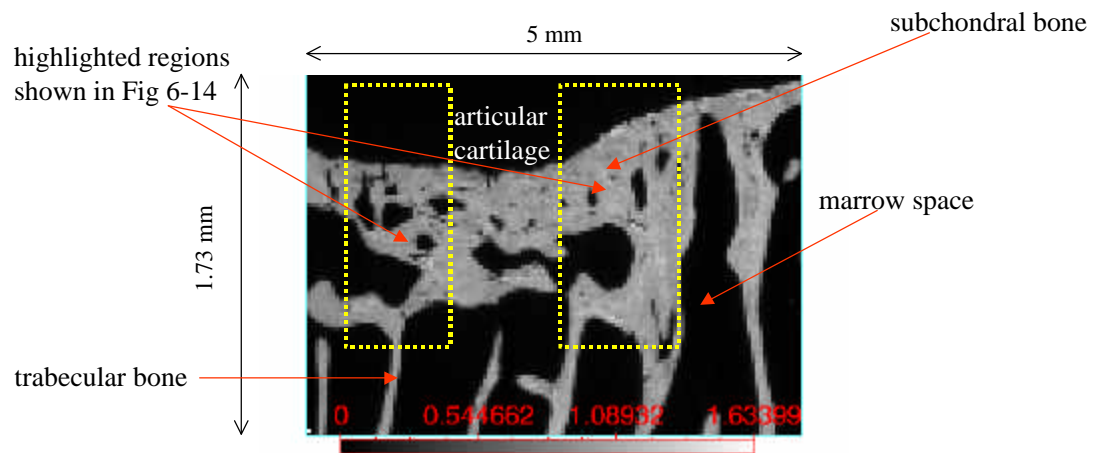 subchondral bone
5 mm
highlighted regions
shown in Fig 6-14
articular
cartilage
marrow space
1.73 mm
trabecular bone
0 0.544662 1.08932 1.63399